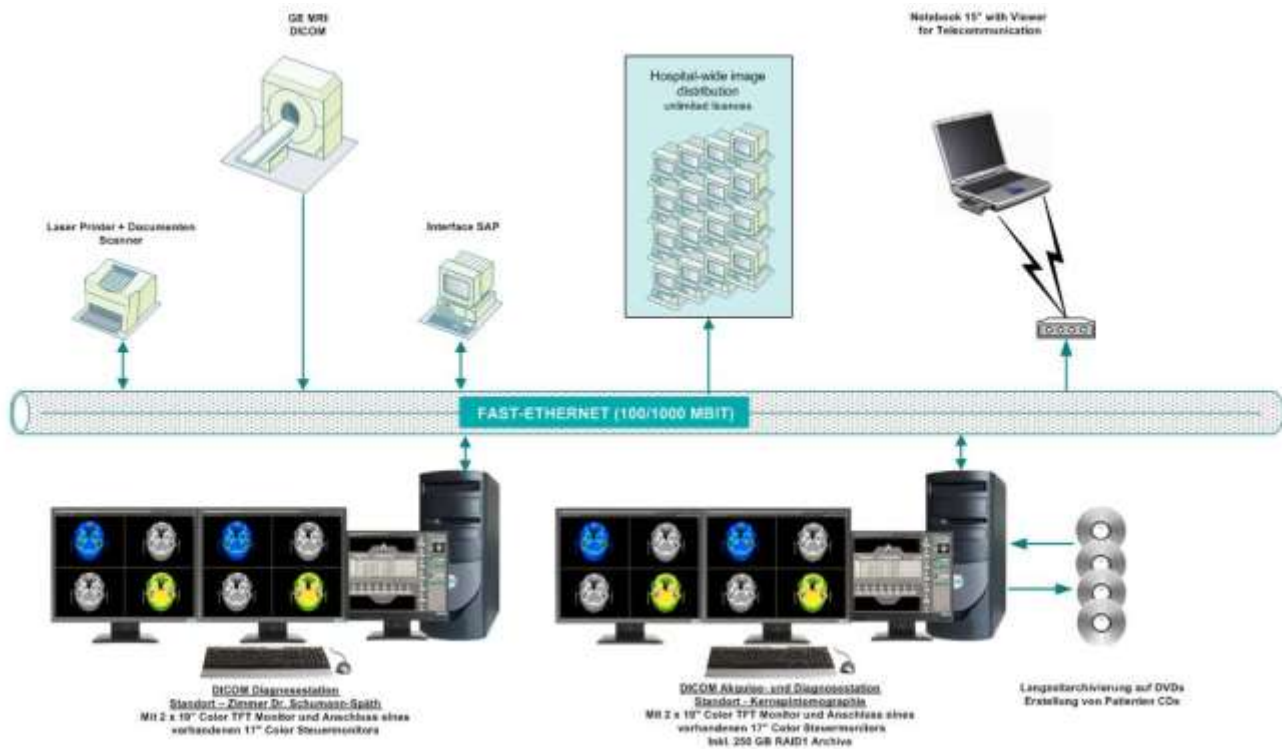 GE MRI
DICOM
Notebook 15" with Viewer
for Telecommunication
Hospital-wide image
distribution
unlimited licences
Laser Printer + Documenten
Scanner
Interface SAP
FAST-ETHERNET (100/1000 MBIT)
DICOM Diagnosestation
Standort – Zimmer Dr. Schumann-Späth
Mit 2 x 19" Color TFT Monitor und Anschluss eines
vorhandenen 17" Color Steuermonitors
DICOM Akquise- und Diagnosestation
Standort - Kernspintomographie
Mit 2 x 19" Color TFT Monitor und Anschluss eines
vorhandenen 17" Color Steuermonitors
Inkl. 250 GB RAID1 Archive
Langzeitarchivierung auf DVDs
Erstellung von Patienten CDs